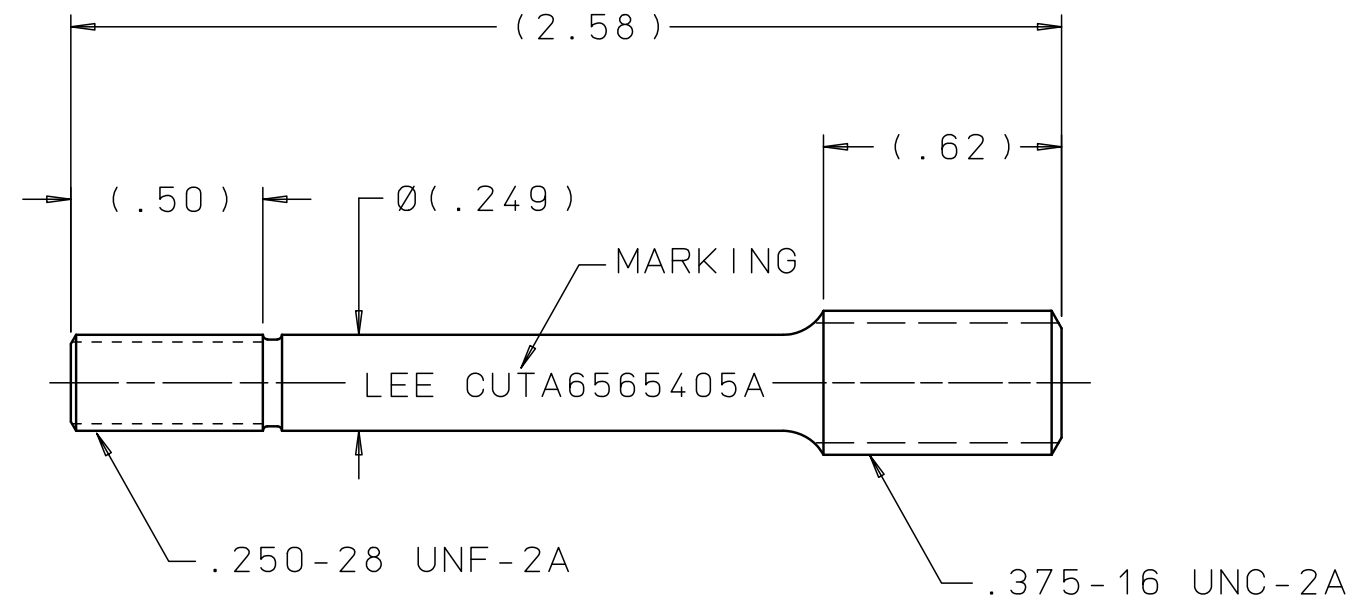 (2.58)
(.62)
(.50)
Ø(.249)
MARKING
LEE CUTA6565405A
.250-28 UNF-2A
.375-16 UNC-2A